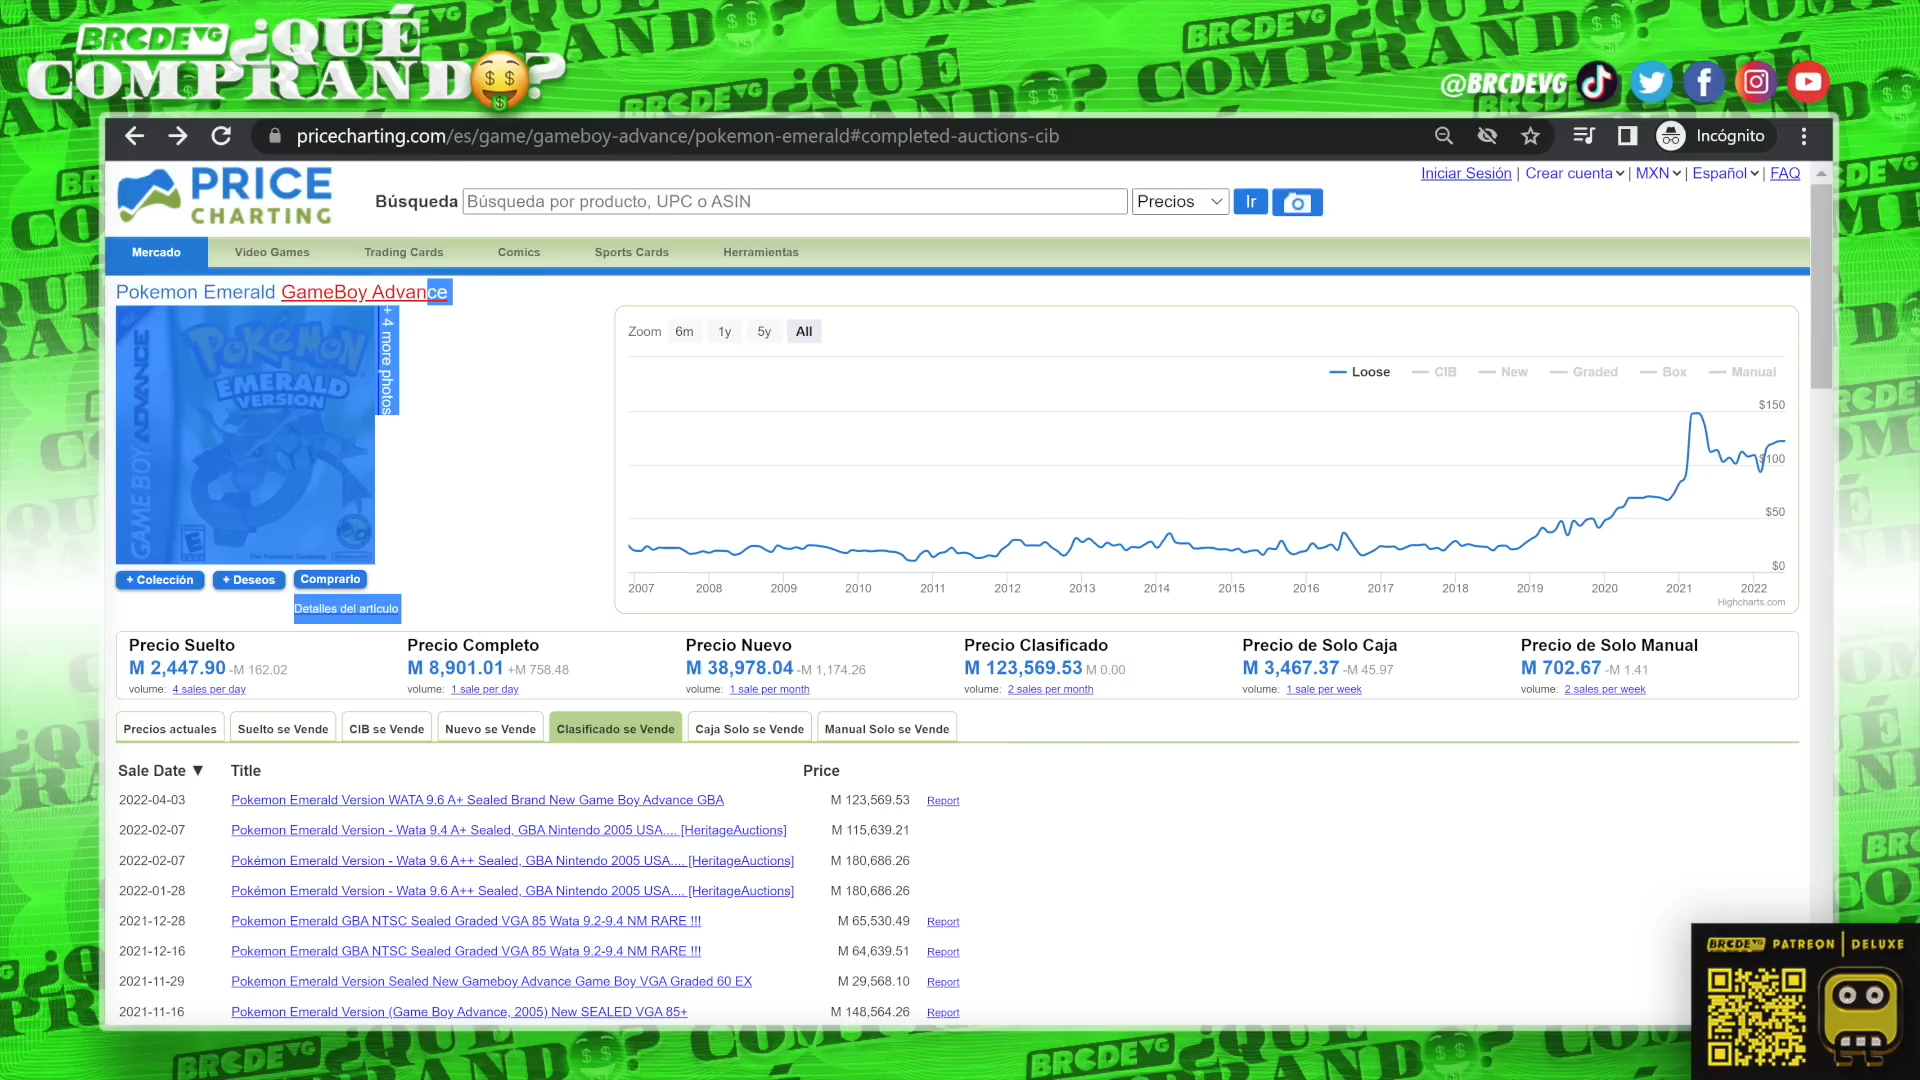 BRCDEVG ¿QUÉ
COMPRANDO?
@BRCDEVG
pricecharting.com/es/game/gameboy-advance/pokemon-emerald#completed-auctions-cib
Incógnito
PRICE
CHARTING
Búsqueda Búsqueda por producto, UPC o ASIN Precios Ir
Iniciar Sesión | Crear cuenta | MXN | Español | FAQ
Mercado Video Games Trading Cards Comics Sports Cards Herramientas
Pokemon Emerald GameBoy Advance
+ 4 more photos
GAME BOY ADVANCE
POKéMON
EMERALD
VERSION
+ Colección + Deseos Comprarlo
Detalles del artículo
Zoom 6m 1y 5y All
Loose CIB New Graded Box Manual
$150
$100
$50
$0
2007 2008 2009 2010 2011 2012 2013 2014 2015 2016 2017 2018 2019 2020 2021 2022
Highcharts.com
Precio Suelto Precio Completo Precio Nuevo Precio Clasificado Precio de Solo Caja Precio de Solo Manual
M 2,447.90 -M 162.02 M 8,901.01 +M 758.48 M 38,978.04 -M 1,174.26 M 123,569.53 M 0.00 M 3,467.37 -M 45.97 M 702.67 -M 1.41
volume: 4 sales per day volume: 1 sale per day volume: 1 sale per month volume: 2 sales per month volume: 1 sale per week volume: 2 sales per week
Precios actuales Suelto se Vende CIB se Vende Nuevo se Vende Clasificado se Vende Caja Solo se Vende Manual Solo se Vende
Sale Date ▼ Title Price
2022-04-03 Pokemon Emerald Version WATA 9.6 A+ Sealed Brand New Game Boy Advance GBA M 123,569.53 Report
2022-02-07 Pokemon Emerald Version - Wata 9.4 A+ Sealed, GBA Nintendo 2005 USA.... [HeritageAuctions] M 115,639.21
2022-02-07 Pokémon Emerald Version - Wata 9.6 A++ Sealed, GBA Nintendo 2005 USA.... [HeritageAuctions] M 180,686.26
2022-01-28 Pokémon Emerald Version - Wata 9.6 A++ Sealed, GBA Nintendo 2005 USA.... [HeritageAuctions] M 180,686.26
2021-12-28 Pokemon Emerald GBA NTSC Sealed Graded VGA 85 Wata 9.2-9.4 NM RARE !!! M 65,530.49 Report
2021-12-16 Pokemon Emerald GBA NTSC Sealed Graded VGA 85 Wata 9.2-9.4 NM RARE !!! M 64,639.51 Report
2021-11-29 Pokemon Emerald Version Sealed New Gameboy Advance Game Boy VGA Graded 60 EX M 29,568.10 Report
2021-11-16 Pokemon Emerald Version (Game Boy Advance, 2005) New SEALED VGA 85+ M 148,564.26 Report
BRCDEVG PATREON | DELUXE